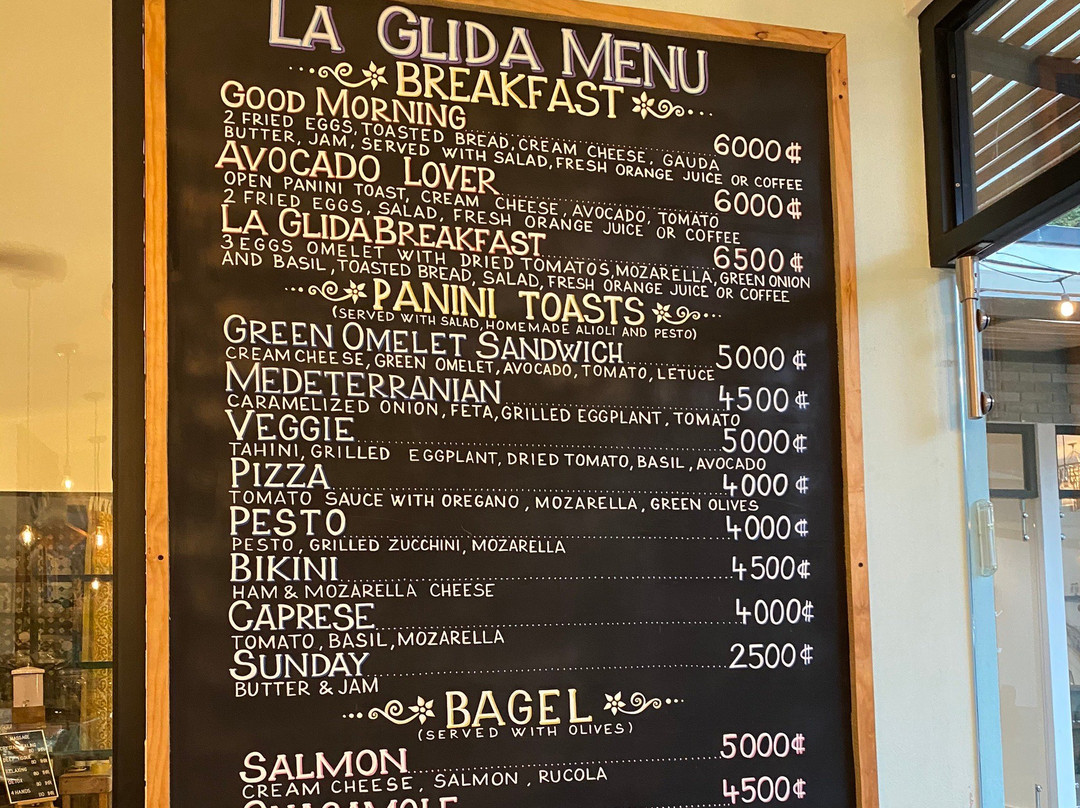 LA GLIDA MENU
BREAKFAST
GOOD MORNING 6000₡
2 FRIED EGGS, TOASTED BREAD, CREAM CHEESE, GAUDA
BUTTER, JAM, SERVED WITH SALAD, FRESH ORANGE JUICE OR COFFEE
AVOCADO LOVER 6000₡
OPEN PANINI TOAST, CREAM CHEESE, AVOCADO, TOMATO
2 FRIED EGGS, SALAD, FRESH ORANGE JUICE OR COFFEE
LA GLIDA BREAKFAST 6500₡
3 EGGS OMELET WITH DRIED TOMATOS, MOZARELLA, GREEN ONION
AND BASIL, TOASTED BREAD, SALAD, FRESH ORANGE JUICE OR COFFEE
PANINI TOASTS
(SERVED WITH SALAD, HOMEMADE ALIOLI AND PESTO)
GREEN OMELET SANDWICH 5000₡
CREAM CHEESE, GREEN OMELET, AVOCADO, TOMATO, LETUCE
MEDETERRANIAN 4500₡
CARAMELIZED ONION, FETA, GRILLED EGGPLANT, TOMATO
VEGGIE 5000₡
TAHINI, GRILLED EGGPLANT, DRIED TOMATO, BASIL, AVOCADO
PIZZA 4000₡
TOMATO SAUCE WITH OREGANO, MOZARELLA, GREEN OLIVES
PESTO 4000₡
PESTO, GRILLED ZUCCHINI, MOZARELLA
BIKINI 4500₡
HAM & MOZARELLA CHEESE
CAPRESE 4000₡
TOMATO, BASIL, MOZARELLA
SUNDAY 2500₡
BUTTER & JAM
BAGEL
(SERVED WITH OLIVES)
SALMON 5000₡
CREAM CHEESE, SALMON, RUCOLA
GUACAMOLE 4500₡
MASSAGE
RELAXING
DETOX
4 HANDS